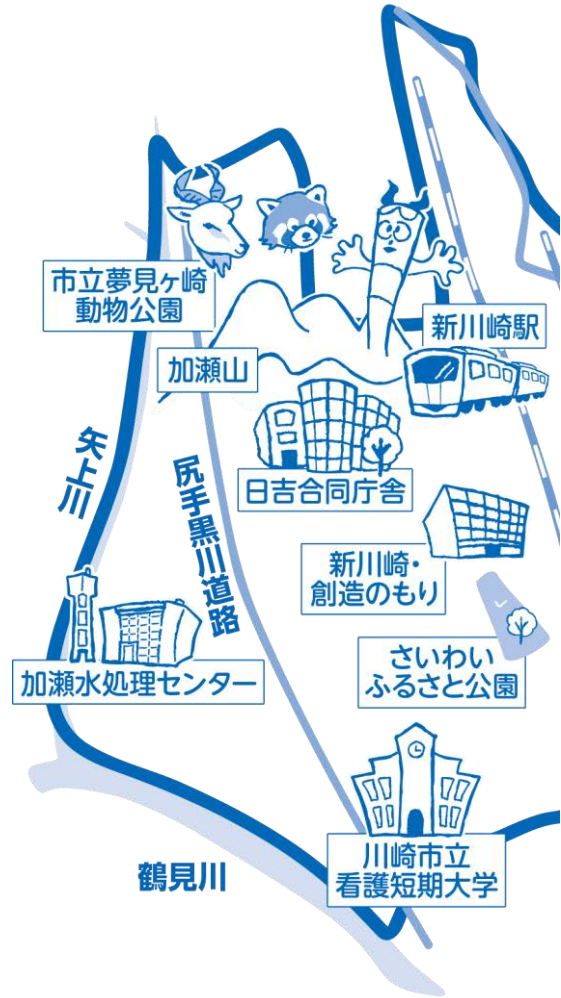 市立夢見ヶ崎
動物公園
新川崎駅
加瀬山
日吉合同庁舎
矢上川
尻手黒川道路
新川崎・
創造のもり
さいわい
ふるさと公園
加瀬水処理センター
川崎市立
看護短期大学
鶴見川